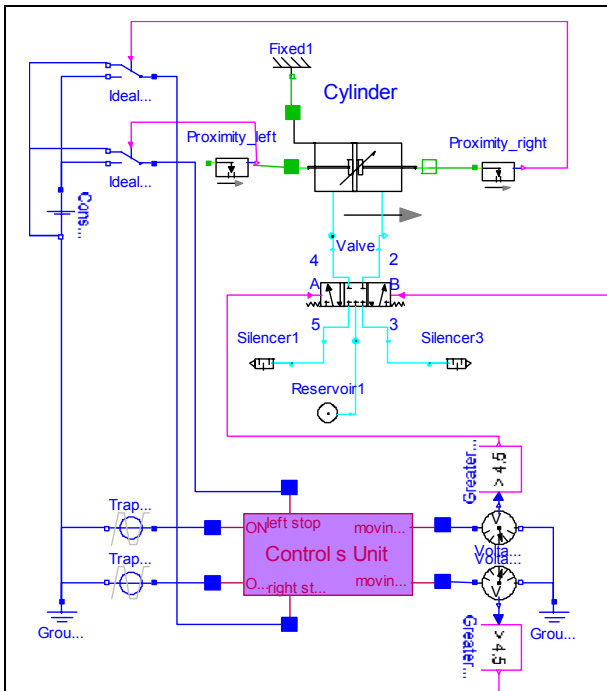 Fixed1
Cylinder
Ideal...
Proximity_left
Proximity_right
Ideal...
Cons...
Valve
4
2
A
B
5
3
Silencer1
Silencer3
Reservoir1
Greater...
> 4.5
Trap...
ON
left stop
movin...
V
Volta...
Control s Unit
Trap...
O...
right st...
movin...
Volta...
V
Grou...
Grou...
Greater...
> 4.5